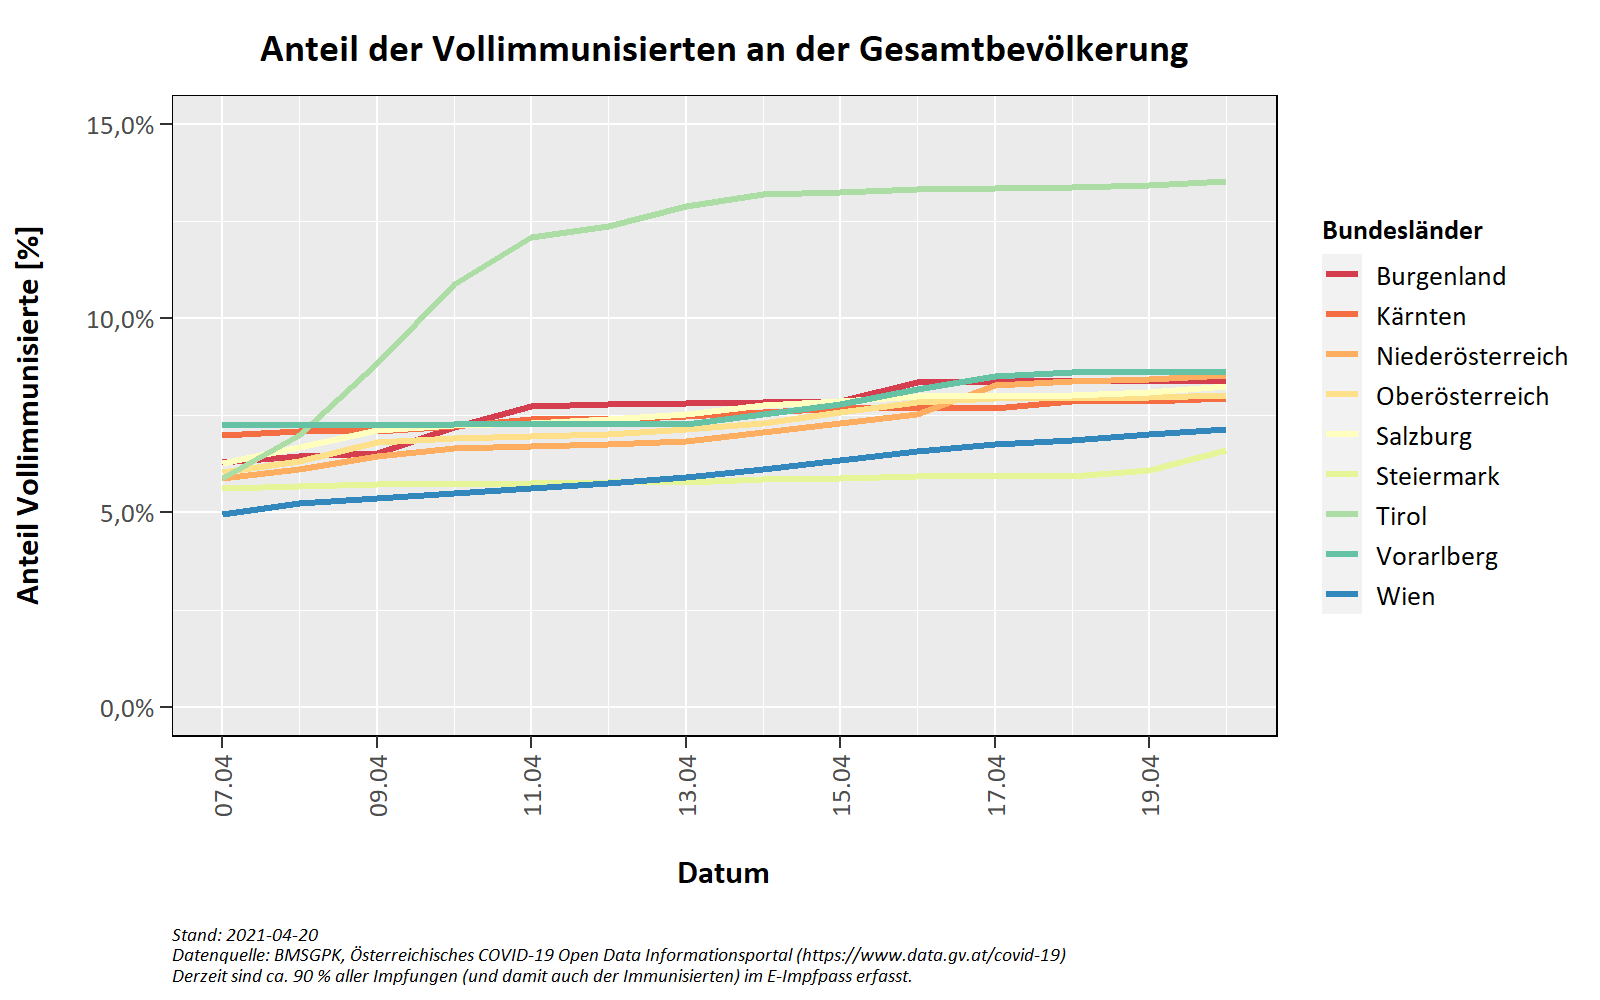 Anteil der Vollimmunisierten an der Gesamtbevölkerung
Anteil Vollimmunisierte [%]
15,0%
10,0%
5,0%
0,0%
07.04
09.04
11.04
13.04
15.04
17.04
19.04
Datum
Bundesländer
Burgenland
Kärnten
Niederösterreich
Oberösterreich
Salzburg
Steiermark
Tirol
Vorarlberg
Wien
Stand: 2021-04-20
Datenquelle: BMSGPK, Österreichisches COVID-19 Open Data Informationsportal (https://www.data.gv.at/covid-19)
Derzeit sind ca. 90 % aller Impfungen (und damit auch der Immunisierten) im E-Impfpass erfasst.